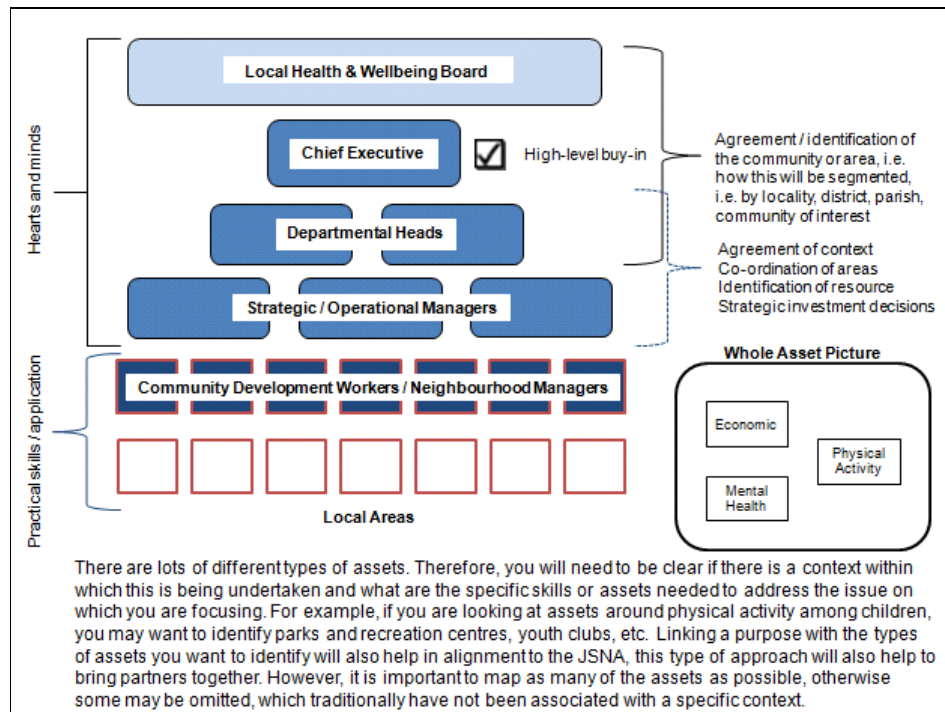 Hearts and minds
Local Health & Wellbeing Board
Chief Executive
High-level buy-in
Departmental Heads
Strategic / Operational Managers
Agreement / identification of
the community or area, i.e.
how this will be segmented,
i.e. by locality, district, parish,
community of interest
Agreement of context
Co-ordination of areas
Identification of resource
Strategic investment decisions
Practical skills / application
Community Development Workers / Neighbourhood Managers
Local Areas
Whole Asset Picture
Economic
Physical
Activity
Mental
Health
There are lots of different types of assets. Therefore, you will need to be clear if there is a context within
which this is being undertaken and what are the specific skills or assets needed to address the issue on
which you are focusing. For example, if you are looking at assets around physical activity among children,
you may want to identify parks and recreation centres, youth clubs, etc. Linking a purpose with the types
of assets you want to identify will also help in alignment to the JSNA, this type of approach will also help to
bring partners together. However, it is important to map as many of the assets as possible, otherwise
some may be omitted, which traditionally have not been associated with a specific context.